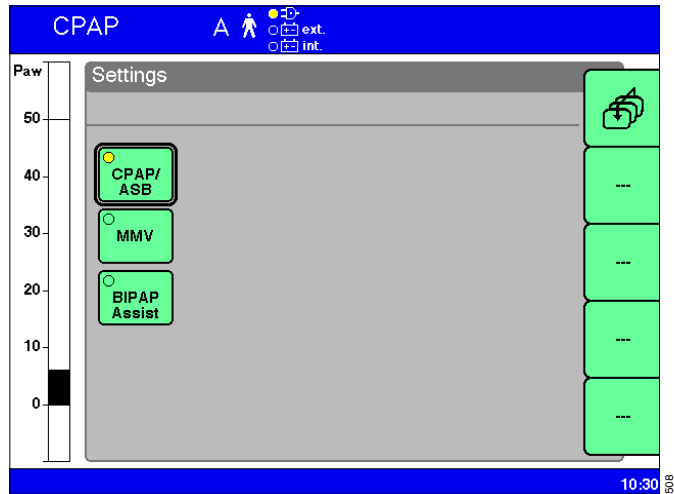 CPAP
A
ext.
int.
Paw
Settings
50
40
30
20
10
0
CPAP/
ASB
MMV
BIPAP
Assist
---
---
---
---
10:30
508